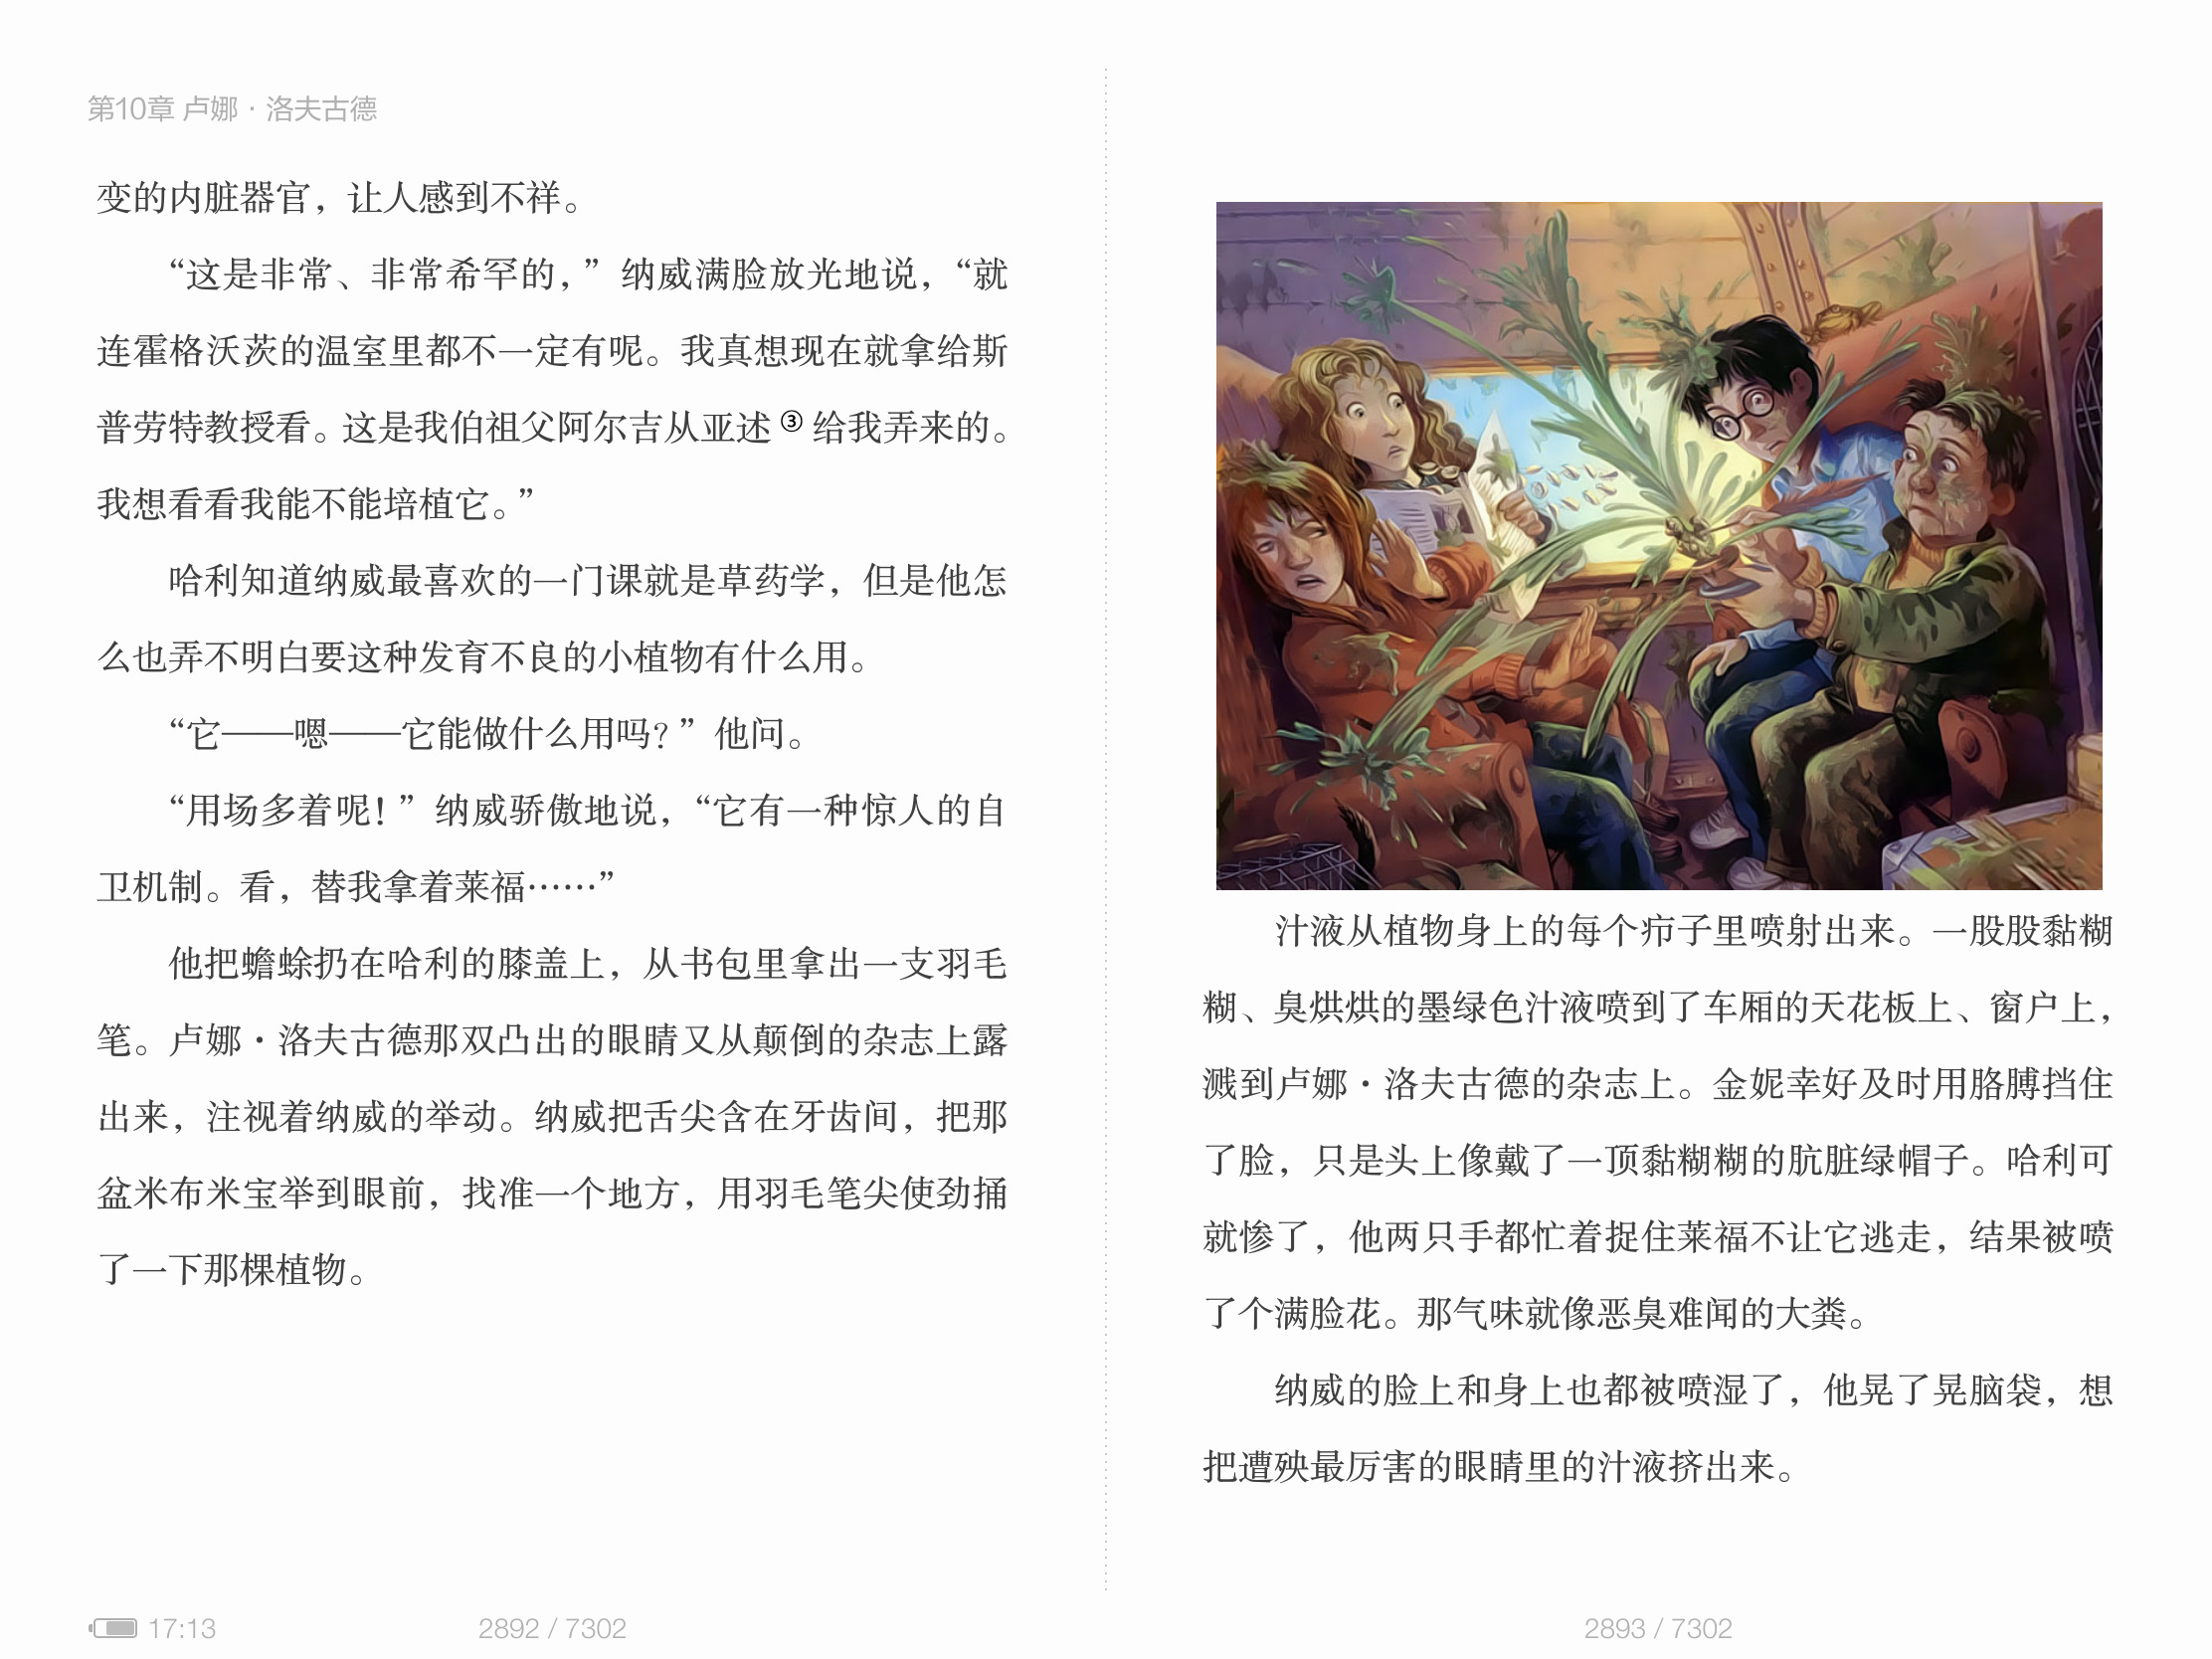 第10章 卢娜·洛夫古德
变的内脏器官，让人感到不祥。
“这是非常、非常希罕的，”纳威满脸放光地说，“就
连霍格沃茨的温室里都不一定有呢。我真想现在就拿给斯
普劳特教授看。这是我伯祖父阿尔吉从亚述③给我弄来的。
我想看看我能不能培植它。”
哈利知道纳威最喜欢的一门课就是草药学，但是他怎
么也弄不明白要这种发育不良的小植物有什么用。
“它——嗯——它能做什么用吗？”他问。
“用场多着呢！”纳威骄傲地说，“它有一种惊人的自
卫机制。看，替我拿着莱福……”
他把蟾蜍扔在哈利的膝盖上，从书包里拿出一支羽毛
笔。卢娜·洛夫古德那双凸出的眼睛又从颠倒的杂志上露
出来，注视着纳威的举动。纳威把舌尖含在牙齿间，把那
盆米布米宝举到眼前，找准一个地方，用羽毛笔尖使劲捅
了一下那棵植物。
汁液从植物身上的每个疖子里喷射出来。一股股黏糊
糊、臭烘烘的墨绿色汁液喷到了车厢的天花板上、窗户上，
溅到卢娜·洛夫古德的杂志上。金妮幸好及时用胳膊挡住
了脸，只是头上像戴了一顶黏糊糊的肮脏绿帽子。哈利可
就惨了，他两只手都忙着捉住莱福不让它逃走，结果被喷
了个满脸花。那气味就像恶臭难闻的大粪。
纳威的脸上和身上也都被喷湿了，他晃了晃脑袋，想
把遭殃最厉害的眼睛里的汁液挤出来。
17:13
2892 / 7302
2893 / 7302